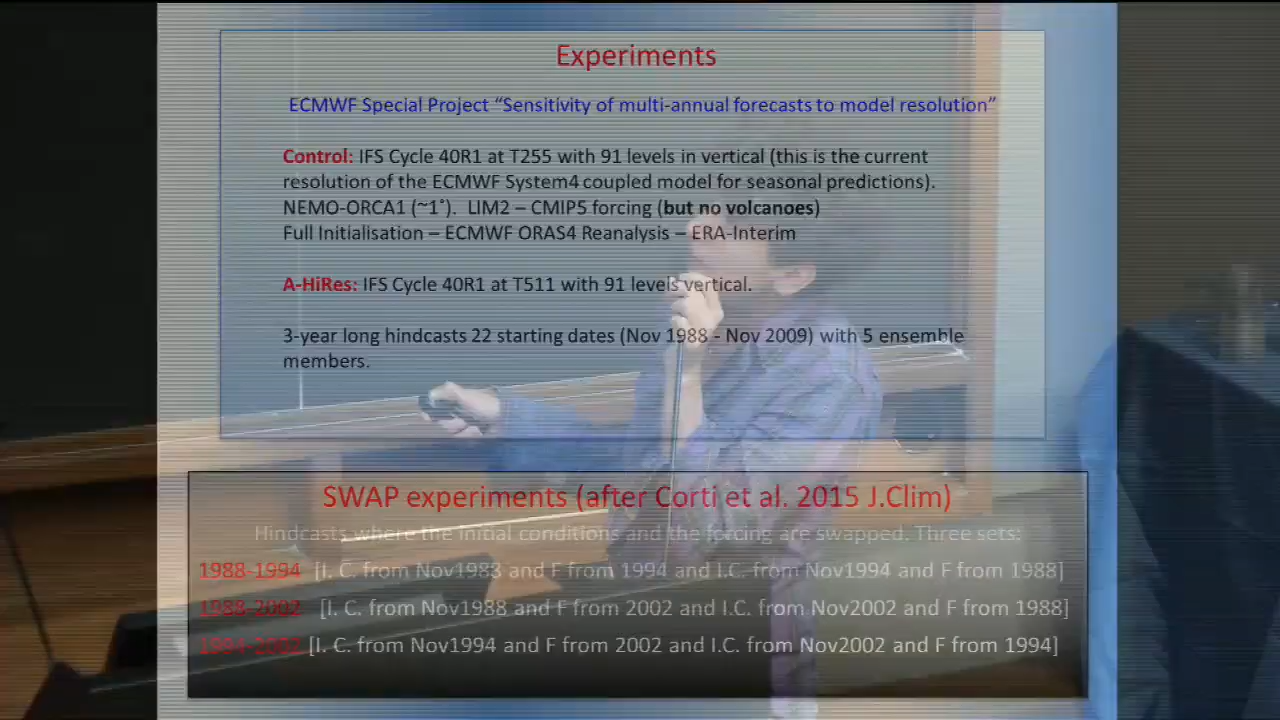 Experiments
ECMWF Special Project “Sensitivity of multi-annual forecasts to model resolution”
Control: IFS Cycle 40R1 at T255 with 91 levels in vertical (this is the current
resolution of the ECMWF System4 coupled model for seasonal predictions).
NEMO-ORCA1 (~1˚). LIM2 – CMIP5 forcing (but no volcanoes)
Full Initialisation – ECMWF ORAS4 Reanalysis – ERA-Interim
A-HiRes: IFS Cycle 40R1 at T511 with 91 levels vertical.
3-year long hindcasts 22 starting dates (Nov 1988 - Nov 2009) with 5 ensemble
members.
SWAP experiments (after Corti et al. 2015 J.Clim)
Hindcasts where the initial conditions and the forcing are swapped. Three sets:
1988-1994 [I. C. from Nov1988 and F from 1994 and I.C. from Nov1994 and F from 1988]
1988-2002 [I. C. from Nov1988 and F from 2002 and I.C. from Nov2002 and F from 1988]
1994-2002 [I. C. from Nov1994 and F from 2002 and I.C. from Nov2002 and F from 1994]